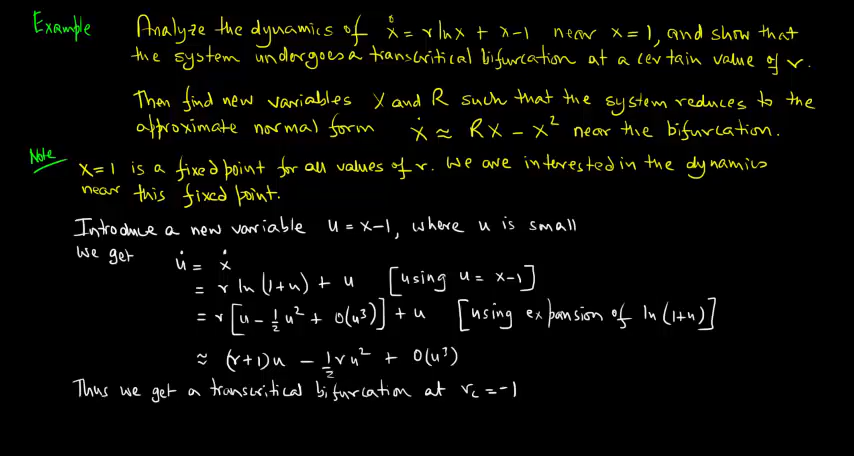 Example Analyze the dynamics of ẋ = r ln x + x-1 near x=1, and show that
the system undergoes a transcritical bifurcation at a certain value of r.
Then find new variables X and R such that the system reduces to the
approximate normal form Ẋ ≈ RX - X² near the bifurcation.
Note x=1 is a fixed point for all values of r. We are interested in the dynamics
near this fixed point.
Introduce a new variable u = x-1, where u is small
We get u̇ = ẋ
= r ln(1+u) + u [using u = x-1]
= r[u - 1/2 u² + O(u³)] + u [using expansion of ln(1+u)]
≈ (r+1)u - 1/2 ru² + O(u³)
Thus we get a transcritical bifurcation at r_c = -1